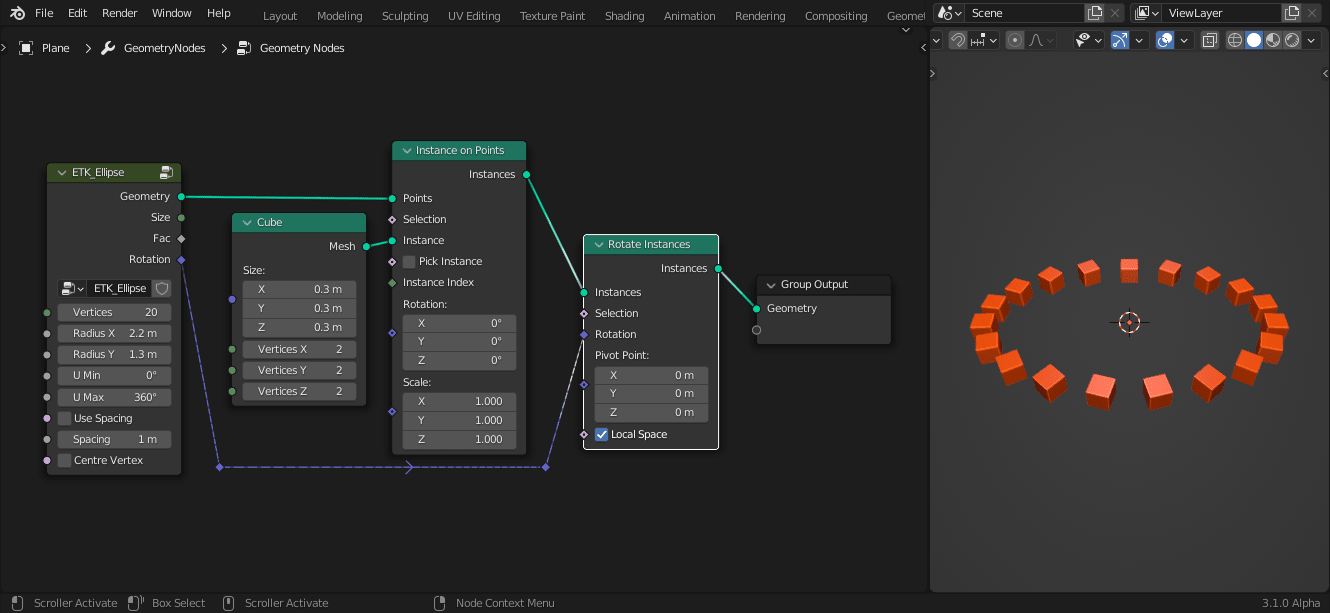 File Edit Render Window Help Layout Modeling Sculpting UV Editing Texture Paint Shading Animation Rendering Compositing Geomet Scene ViewLayer
Plane GeometryNodes Geometry Nodes
ETK_Ellipse
Geometry
Size
Fac
Rotation
ETK_Ellipse
Vertices 20
Radius X 2.2 m
Radius Y 1.3 m
U Min 0°
U Max 360°
Use Spacing
Spacing 1 m
Centre Vertex
Cube
Mesh
Size:
X 0.3 m
Y 0.3 m
Z 0.3 m
Vertices X 2
Vertices Y 2
Vertices Z 2
Instance on Points
Instances
Points
Selection
Instance
Pick Instance
Instance Index
Rotation:
X 0°
Y 0°
Z 0°
Scale:
X 1.000
Y 1.000
Z 1.000
Rotate Instances
Instances
Instances
Selection
Rotation
Pivot Point:
X 0 m
Y 0 m
Z 0 m
Local Space
Group Output
Geometry
Scroller Activate Box Select Scroller Activate Node Context Menu 3.1.0 Alpha